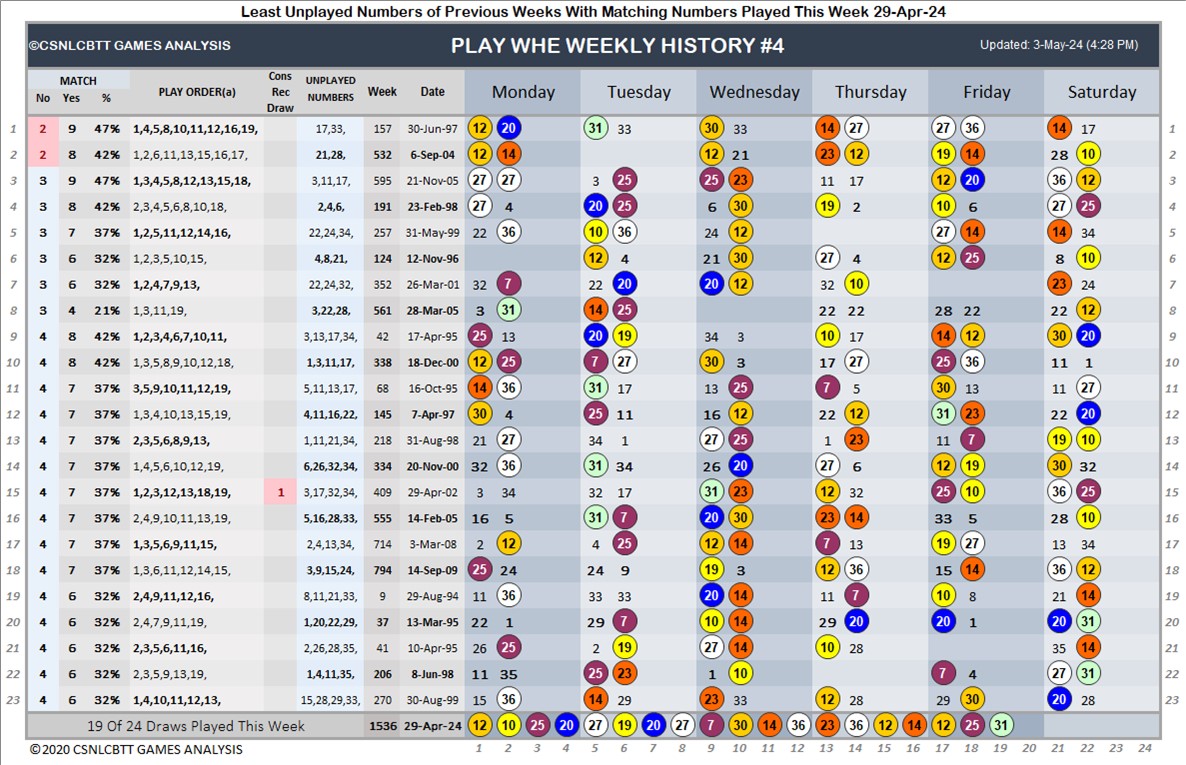 Least Unplayed Numbers of Previous Weeks With Matching Numbers Played This Week 29-Apr-24
©CSNLCBTT GAMES ANALYSIS PLAY WHE WEEKLY HISTORY #4 Updated: 3-May-24 (4:28 PM)
MATCH No Yes % PLAY ORDER(a) Cons Rec Draw UNPLAYED NUMBERS Week Date Monday Tuesday Wednesday Thursday Friday Saturday
1 2 9 47% 1,4,5,8,10,11,12,16,19, 17,33, 157 30-Jun-97 12 20 31 33 30 33 14 27 27 36 14 17 1
2 2 8 42% 1,2,6,11,13,15,16,17, 21,28, 532 6-Sep-04 12 14 12 21 23 12 19 14 28 10 2
3 3 9 47% 1,3,4,5,8,12,13,15,18, 3,11,17, 595 21-Nov-05 27 27 3 25 25 23 11 17 12 20 36 12 3
4 3 8 42% 2,3,4,5,6,8,10,18, 2,4,6, 191 23-Feb-98 27 4 20 25 6 30 19 2 10 6 27 25 4
5 3 7 37% 1,2,5,11,12,14,16, 22,24,34, 257 31-May-99 22 36 10 36 24 12 27 14 14 34 5
6 3 6 32% 1,2,3,5,10,15, 4,8,21, 124 12-Nov-96 12 4 21 30 27 4 12 25 8 10 6
7 3 6 32% 1,2,4,7,9,13, 22,24,32, 352 26-Mar-01 32 7 22 20 20 12 32 10 23 24 7
8 3 4 21% 1,3,11,19, 3,22,28, 561 28-Mar-05 3 31 14 25 22 22 28 22 22 12 8
9 4 8 42% 1,2,3,4,6,7,10,11, 3,13,17,34, 42 17-Apr-95 25 13 20 19 34 3 10 17 14 12 30 20 9
10 4 8 42% 1,3,5,8,9,10,12,18, 1,3,11,17, 338 18-Dec-00 12 25 7 27 30 3 17 27 25 36 11 1 10
11 4 7 37% 3,5,9,10,11,12,19, 5,11,13,17, 68 16-Oct-95 14 36 31 17 13 25 7 5 30 13 11 27 11
12 4 7 37% 1,3,4,10,13,15,19, 4,11,16,22, 145 7-Apr-97 30 4 25 11 16 12 22 12 31 23 22 20 12
13 4 7 37% 2,3,5,6,8,9,13, 1,11,21,34, 218 31-Aug-98 21 27 34 1 27 25 1 23 11 7 19 10 13
14 4 7 37% 1,4,5,6,10,12,19, 6,26,32,34, 334 20-Nov-00 32 36 31 34 26 20 27 6 12 19 30 32 14
15 4 7 37% 1,2,3,12,13,18,19, 1 3,17,32,34, 409 29-Apr-02 3 34 32 17 31 23 12 32 25 10 36 25 15
16 4 7 37% 2,4,9,10,11,13,19, 5,16,28,33, 555 14-Feb-05 16 5 31 7 20 30 23 14 33 5 28 10 16
17 4 7 37% 1,3,5,6,9,11,15, 2,4,13,34, 714 3-Mar-08 2 12 4 25 12 14 7 13 19 27 13 34 17
18 4 7 37% 1,3,6,11,12,14,15, 3,9,15,24, 794 14-Sep-09 25 24 24 9 19 3 12 36 15 14 36 12 18
19 4 6 32% 2,4,9,11,12,16, 8,11,21,33, 9 29-Aug-94 11 36 33 33 20 14 11 7 10 8 21 14 19
20 4 6 32% 2,4,7,9,11,19, 1,20,22,29, 37 13-Mar-95 22 1 29 7 10 14 29 20 20 1 20 31 20
21 4 6 32% 2,3,5,6,11,16, 2,26,28,35, 41 10-Apr-95 26 25 2 19 27 14 10 28 35 14 21
22 4 6 32% 2,3,5,9,13,19, 1,4,11,35, 206 8-Jun-98 11 35 25 23 1 10 7 4 27 31 22
23 4 6 32% 1,4,10,11,12,13, 15,28,29,33, 270 30-Aug-99 15 36 14 29 23 33 12 28 29 30 20 28 23
19 Of 24 Draws Played This Week 1536 29-Apr-24 12 10 25 20 27 19 20 27 7 30 14 36 23 36 12 14 12 25 31
© 2020 CSNLCBTT GAMES ANALYSIS 1 2 3 4 5 6 7 8 9 10 11 12 13 14 15 16 17 18 19 20 21 22 23 24